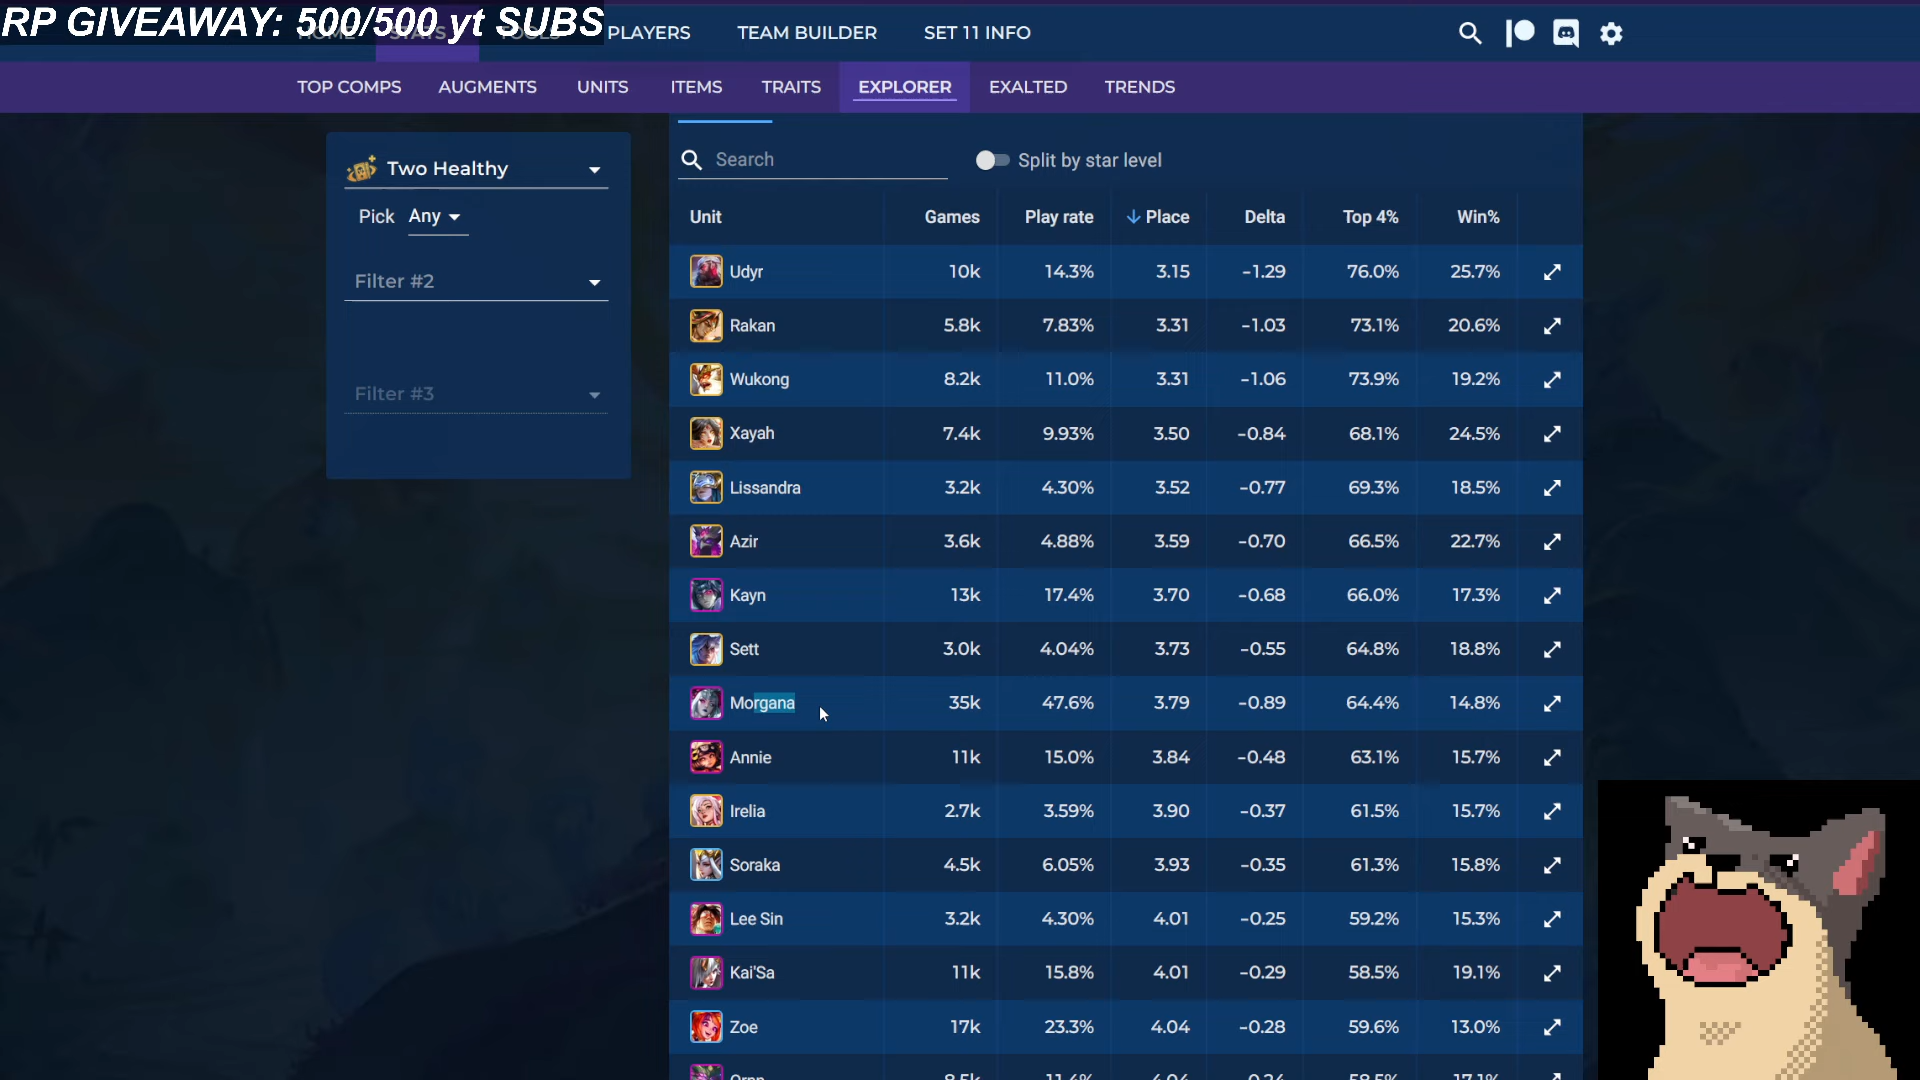 RP GIVEAWAY: 500/500 yt SUBS
HOME STATS TOOLS PLAYERS TEAM BUILDER SET 11 INFO
TOP COMPS AUGMENTS UNITS ITEMS TRAITS EXPLORER EXALTED TRENDS
Two Healthy
Pick Any
Filter #2
Filter #3
Search Split by star level
Unit Games Play rate Place Delta Top 4% Win%
Udyr 10k 14.3% 3.15 -1.29 76.0% 25.7%
Rakan 5.8k 7.83% 3.31 -1.03 73.1% 20.6%
Wukong 8.2k 11.0% 3.31 -1.06 73.9% 19.2%
Xayah 7.4k 9.93% 3.50 -0.84 68.1% 24.5%
Lissandra 3.2k 4.30% 3.52 -0.77 69.3% 18.5%
Azir 3.6k 4.88% 3.59 -0.70 66.5% 22.7%
Kayn 13k 17.4% 3.70 -0.68 66.0% 17.3%
Sett 3.0k 4.04% 3.73 -0.55 64.8% 18.8%
Morgana 35k 47.6% 3.79 -0.89 64.4% 14.8%
Annie 11k 15.0% 3.84 -0.48 63.1% 15.7%
Irelia 2.7k 3.59% 3.90 -0.37 61.5% 15.7%
Soraka 4.5k 6.05% 3.93 -0.35 61.3% 15.8%
Lee Sin 3.2k 4.30% 4.01 -0.25 59.2% 15.3%
Kai'Sa 11k 15.8% 4.01 -0.29 58.5% 19.1%
Zoe 17k 23.3% 4.04 -0.28 59.6% 13.0%